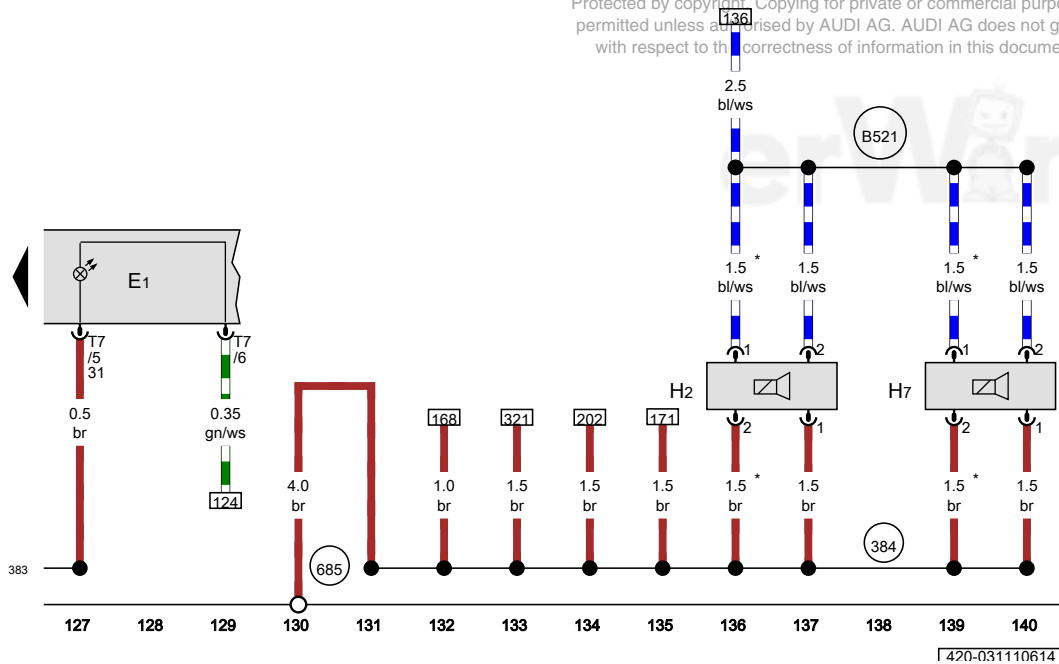 Protected by copyright. Copying for private or commercial purp
permitted unless authorised by AUDI AG. AUDI AG does not g
with respect to the correctness of information in this docume
136
2.5
bl/ws
B521
erWor
1.5 * 1.5 1.5 * 1.5
bl/ws bl/ws bl/ws bl/ws
E1
T7 T7
/5 /6
31
1 2 1 2
H2 H7
0.5 0.35
br gn/ws
168 321 202 171
2 1 2 1
4.0 1.0 1.5 1.5 1.5 1.5 * 1.5 1.5 * 1.5
br br br br br br br br br
124
685
384
383
127 128 129 130 131 132 133 134 135 136 137 138 139 140
420-031110614